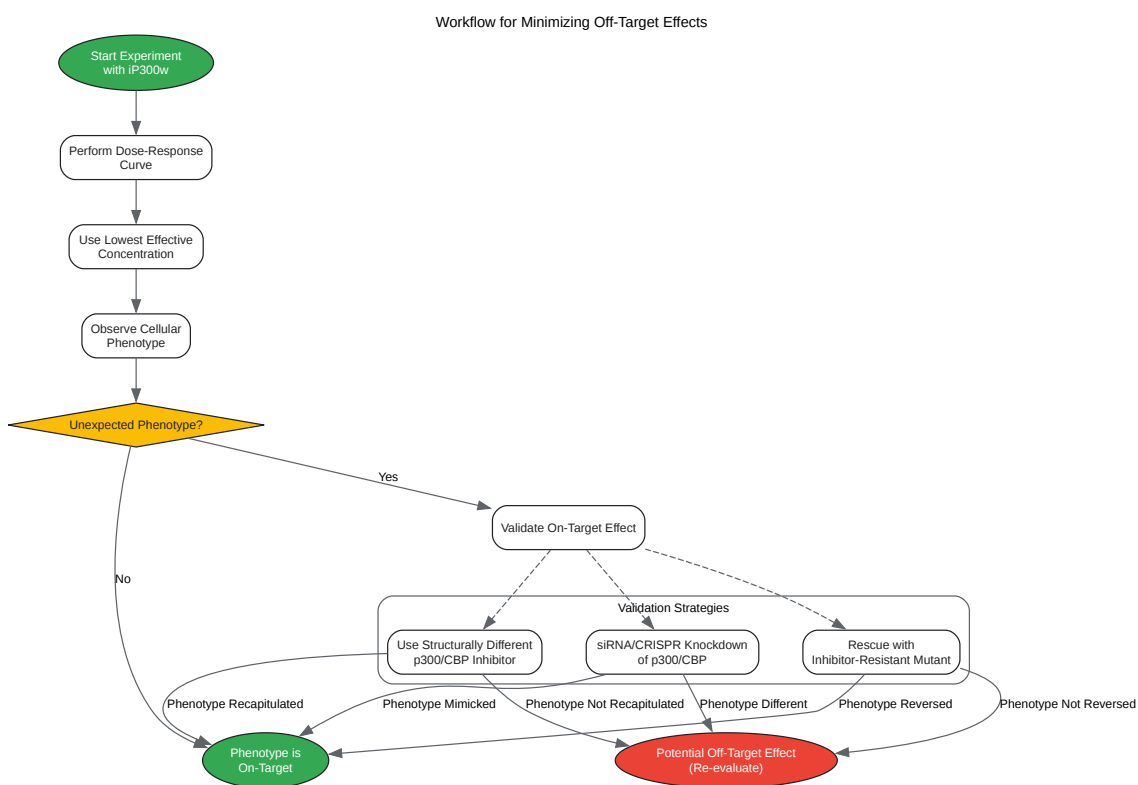 Workflow for Minimizing Off-Target Effects
Start Experiment
with iP300w
Perform Dose-Response
Curve
Use Lowest Effective
Concentration
Observe Cellular
Phenotype
Unexpected Phenotype?
Yes
Validate On-Target Effect
No
Validation Strategies
Use Structurally Different
p300/CBP Inhibitor
siRNA/CRISPR Knockdown
of p300/CBP
Rescue with
Inhibitor-Resistant Mutant
Phenotype Recapitulated
Phenotype Mimicked
Phenotype Not Recapitulated
Phenotype Different
Phenotype Reversed
Phenotype Not Reversed
Phenotype is
On-Target
Potential Off-Target Effect
(Re-evaluate)